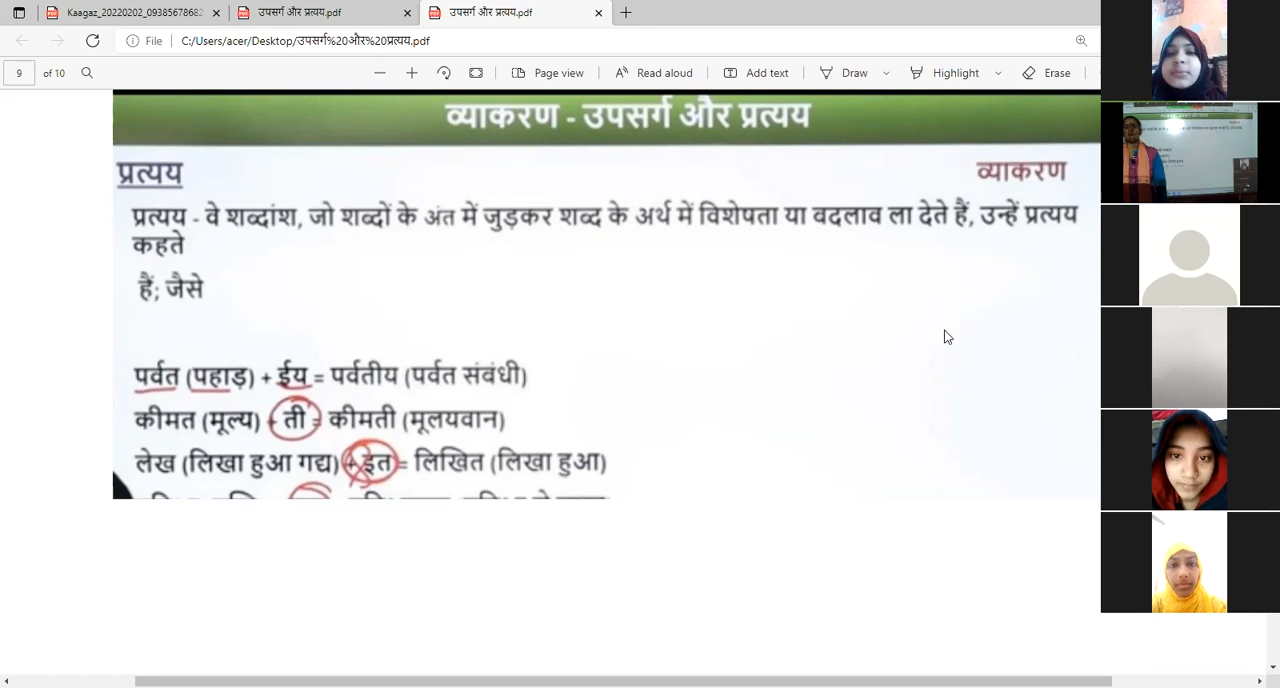 Kaagaz_20220202_09385678682
उपसर्ग और प्रत्यय.pdf
उपसर्ग और प्रत्यय.pdf
File
C:/Users/acer/Desktop/उपसर्ग%20और%20प्रत्यय.pdf
9 of 10
Page view
Read aloud
Add text
Draw
Highlight
Erase
व्याकरण - उपसर्ग और प्रत्यय
प्रत्यय व्याकरण
प्रत्यय - वे शब्दांश, जो शब्दों के अंत में जुड़कर शब्द के अर्थ में विशेषता या बदलाव ला देते हैं, उन्हें प्रत्यय
कहते
हैं; जैसे
पर्वत (पहाड़) + ईय = पर्वतीय (पर्वत संबंधी)
कीमत (मूल्य) + ती = कीमती (मूलयवान)
लेख (लिखा हुआ गद्य) + इत = लिखित (लिखा हुआ)